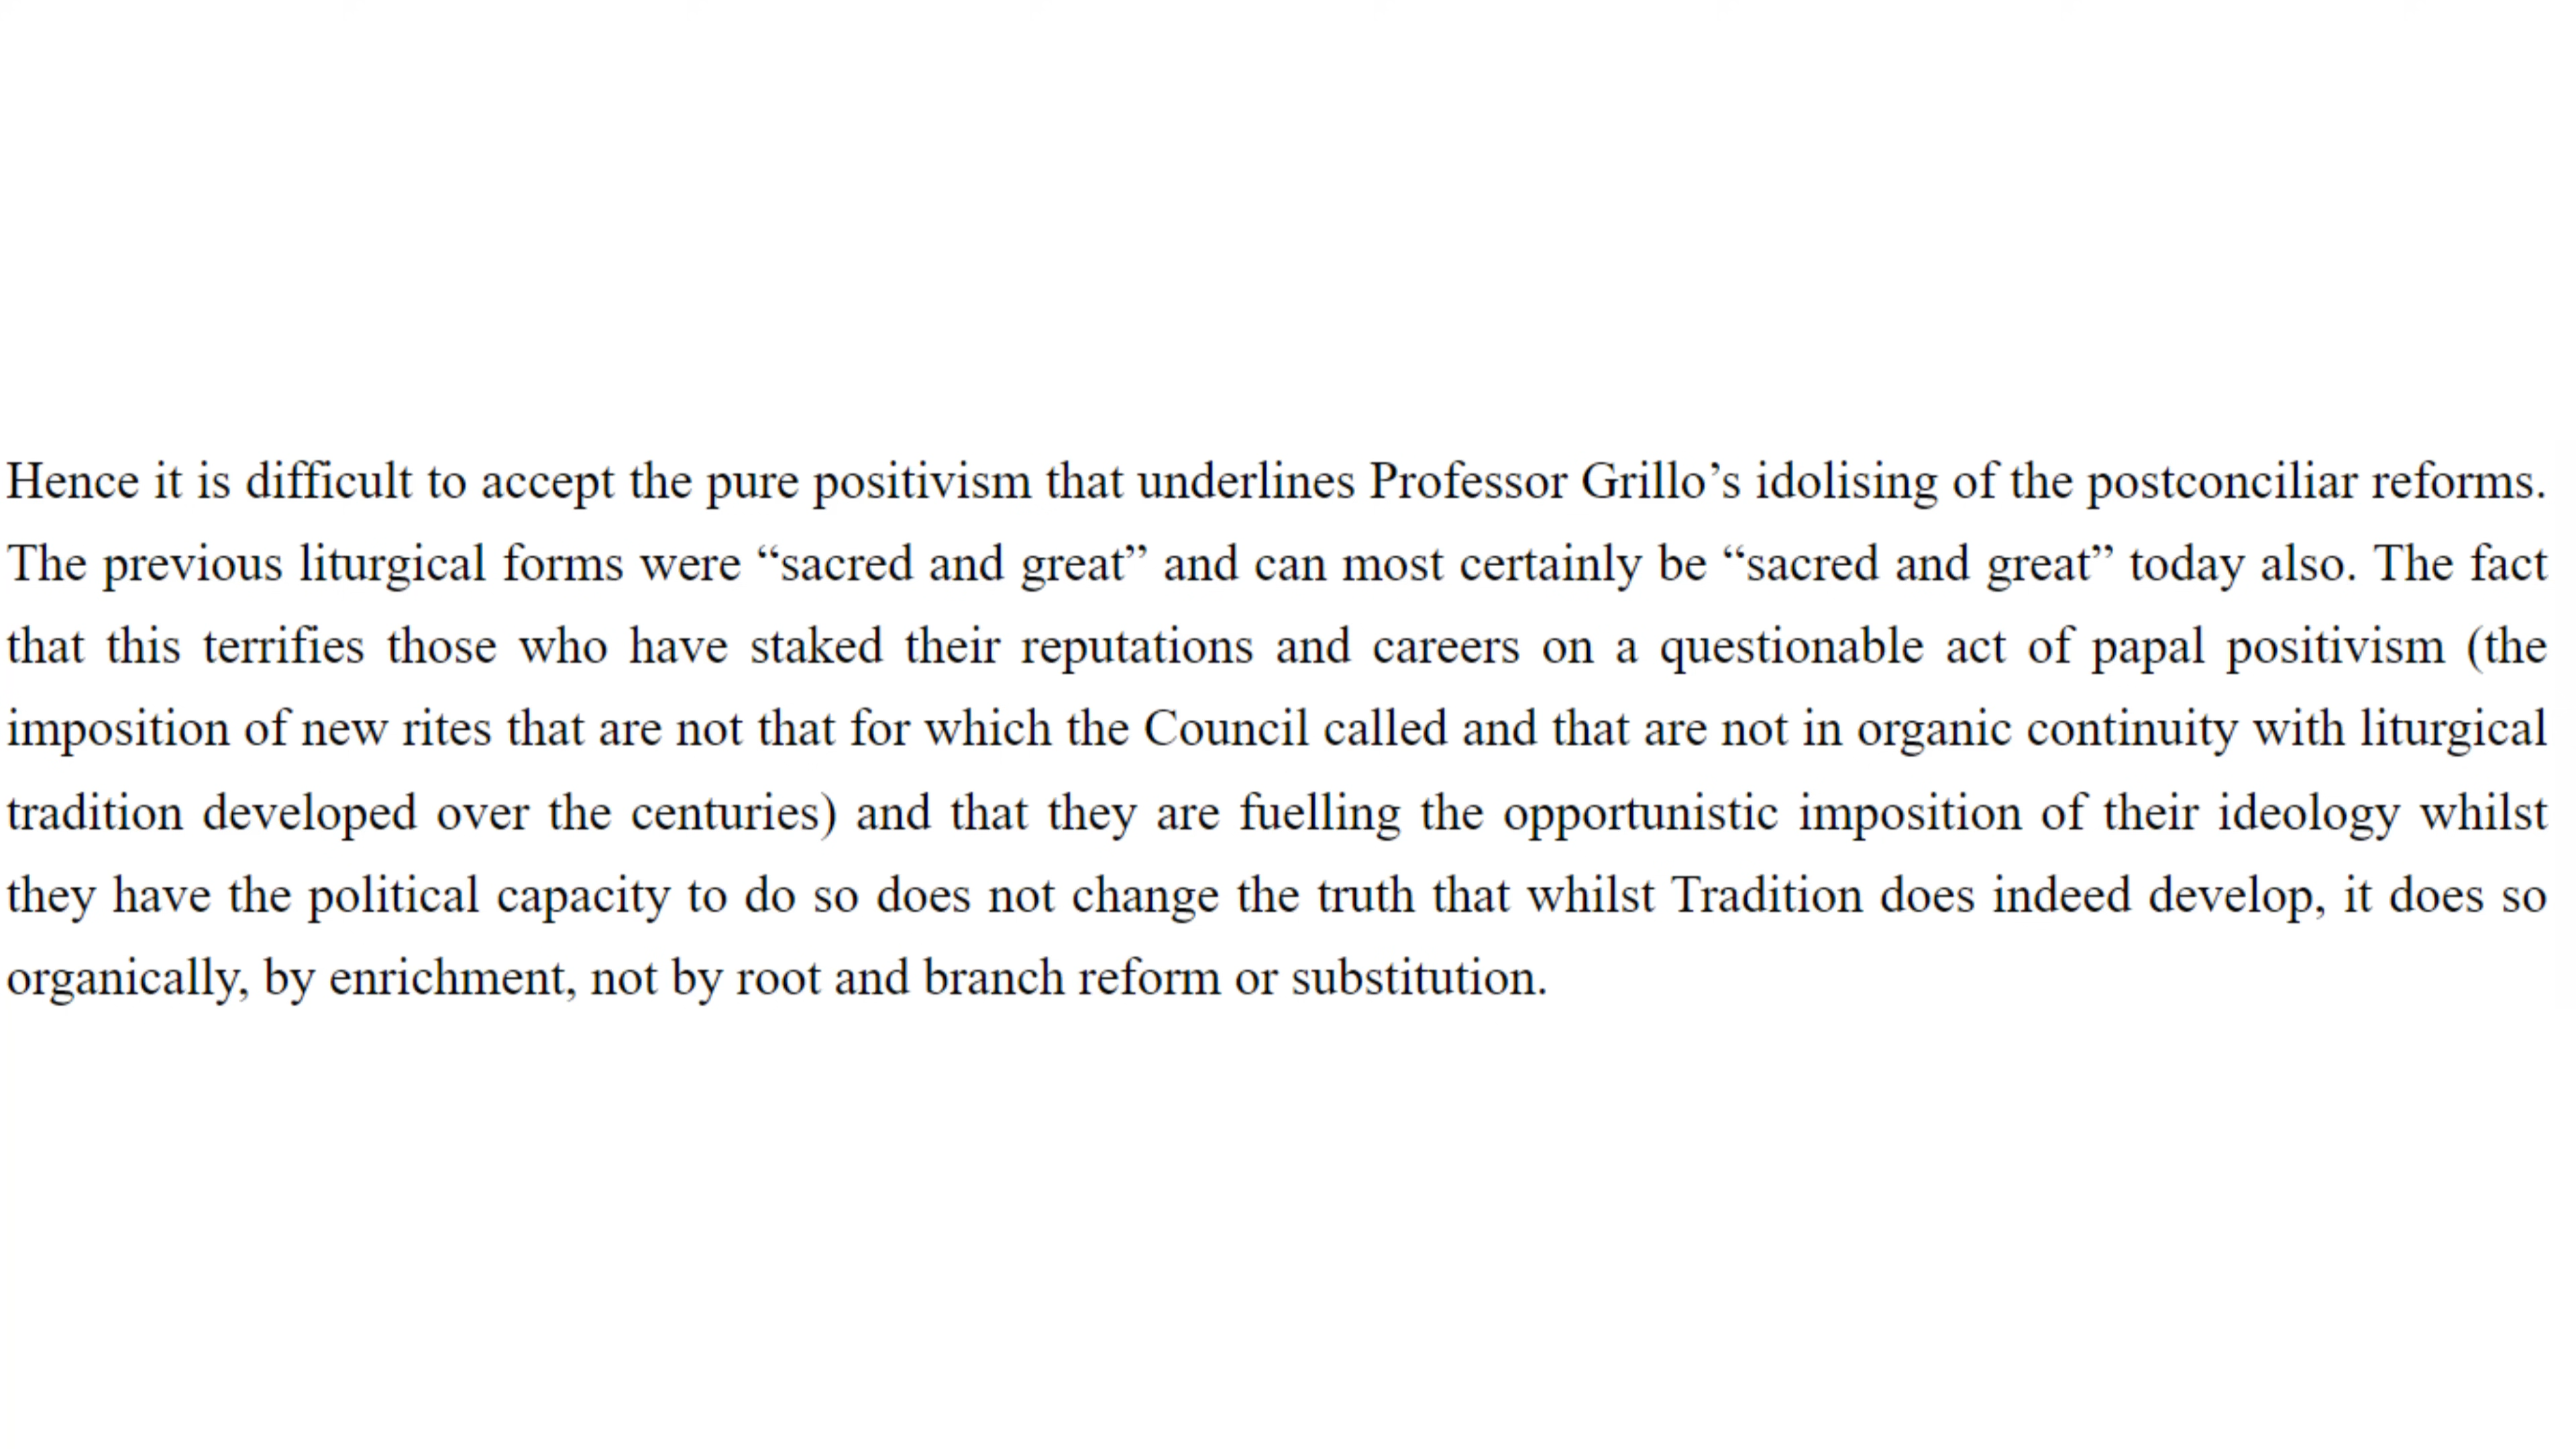 Hence it is difficult to accept the pure positivism that underlines Professor Grillo’s idolising of the postconciliar reforms.
The previous liturgical forms were “sacred and great” and can most certainly be “sacred and great” today also. The fact
that this terrifies those who have staked their reputations and careers on a questionable act of papal positivism (the
imposition of new rites that are not that for which the Council called and that are not in organic continuity with liturgical
tradition developed over the centuries) and that they are fuelling the opportunistic imposition of their ideology whilst
they have the political capacity to do so does not change the truth that whilst Tradition does indeed develop, it does so
organically, by enrichment, not by root and branch reform or substitution.